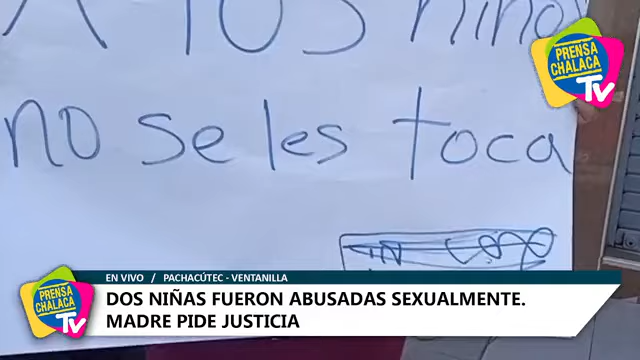 A los niños
no se les toca
PRENSA
CHALACA
TV
EN VIVO / PACHACÚTEC - VENTANILLA
DOS NIÑAS FUERON ABUSADAS SEXUALMENTE.
MADRE PIDE JUSTICIA
PRENSA
CHALACA
TV